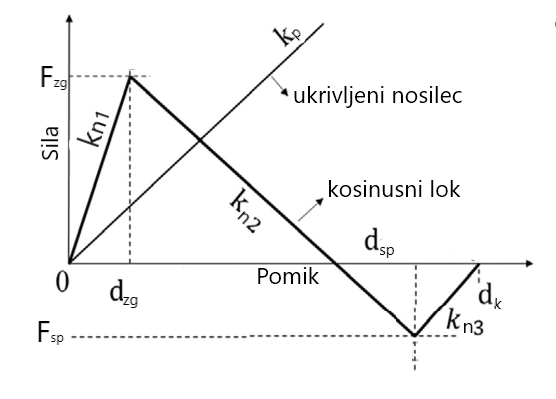 k_p
F_zg
ukrivljeni nosilec
Sila
k_n1
kosinusni lok
k_n2
d_sp
0
Pomik
d_zg
d_k
F_sp
k_n3